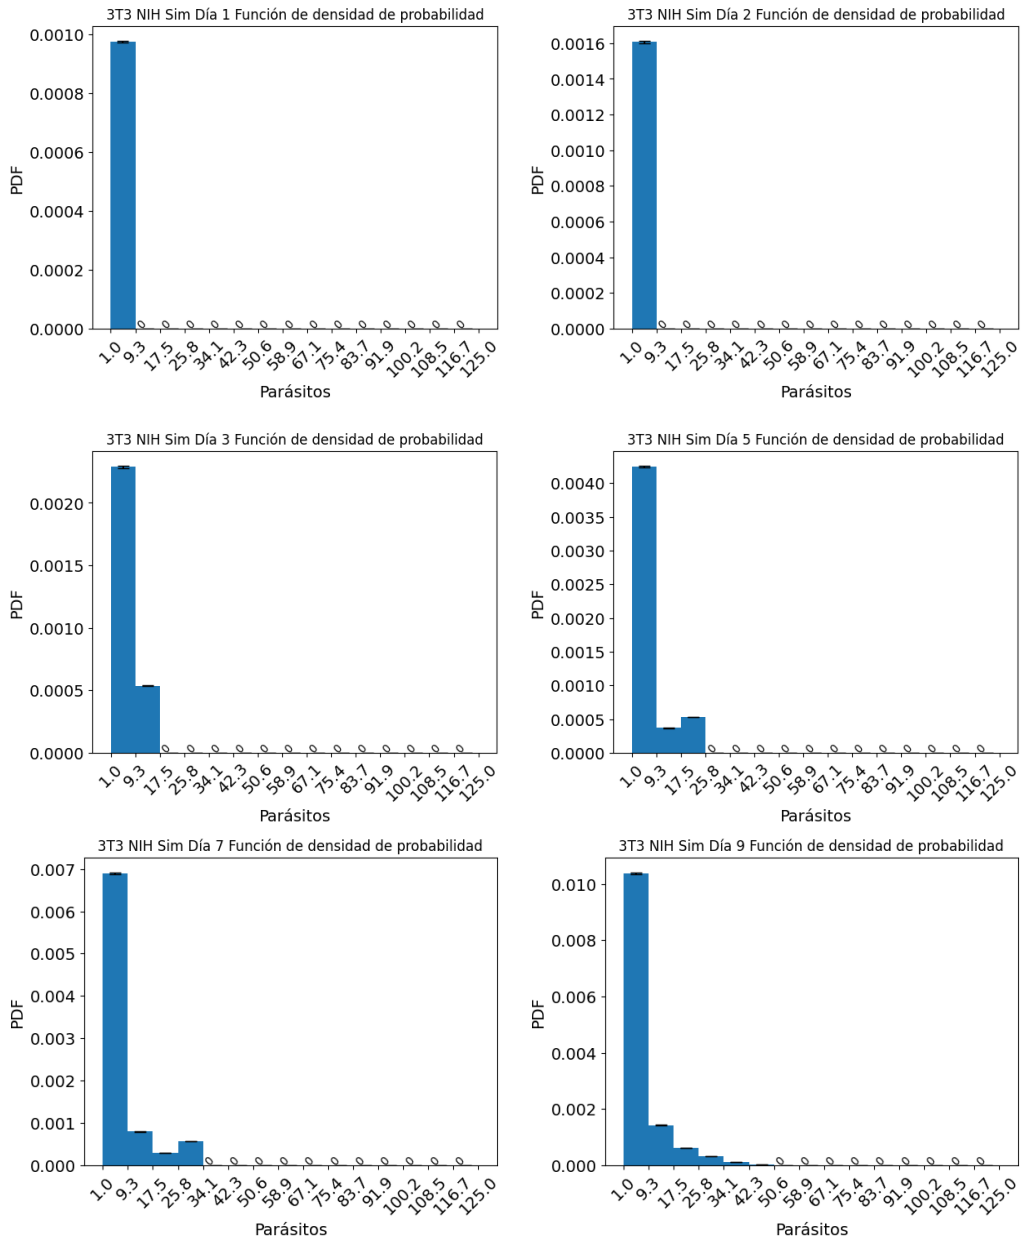 3T3 NIH Sim Día 1 Función de densidad de probabilidad
0.0010
0.0008
0.0006
0.0004
0.0002
0.0000
PDF
0 0 0 0 0 0 0 0 0 0 0 0 0 0
1.0 9.3 17.5 25.8 34.1 42.3 50.6 58.9 67.1 75.4 83.7 91.9 100.2 108.5 116.7 125.0
Parásitos
3T3 NIH Sim Día 2 Función de densidad de probabilidad
0.0016
0.0014
0.0012
0.0010
0.0008
0.0006
0.0004
0.0002
0.0000
PDF
0 0 0 0 0 0 0 0 0 0 0 0 0 0
1.0 9.3 17.5 25.8 34.1 42.3 50.6 58.9 67.1 75.4 83.7 91.9 100.2 108.5 116.7 125.0
Parásitos
3T3 NIH Sim Día 3 Función de densidad de probabilidad
0.0020
0.0015
0.0010
0.0005
0.0000
PDF
0 0 0 0 0 0 0 0 0 0 0 0 0
1.0 9.3 17.5 25.8 34.1 42.3 50.6 58.9 67.1 75.4 83.7 91.9 100.2 108.5 116.7 125.0
Parásitos
3T3 NIH Sim Día 5 Función de densidad de probabilidad
0.0040
0.0035
0.0030
0.0025
0.0020
0.0015
0.0010
0.0005
0.0000
PDF
0 0 0 0 0 0 0 0 0 0 0 0
1.0 9.3 17.5 25.8 34.1 42.3 50.6 58.9 67.1 75.4 83.7 91.9 100.2 108.5 116.7 125.0
Parásitos
3T3 NIH Sim Día 7 Función de densidad de probabilidad
0.007
0.006
0.005
0.004
0.003
0.002
0.001
0.000
PDF
0 0 0 0 0 0 0 0 0 0 0
1.0 9.3 17.5 25.8 34.1 42.3 50.6 58.9 67.1 75.4 83.7 91.9 100.2 108.5 116.7 125.0
Parásitos
3T3 NIH Sim Día 9 Función de densidad de probabilidad
0.010
0.008
0.006
0.004
0.002
0.000
PDF
0 0 0 0 0 0 0 0 0
1.0 9.3 17.5 25.8 34.1 42.3 50.6 58.9 67.1 75.4 83.7 91.9 100.2 108.5 116.7 125.0
Parásitos